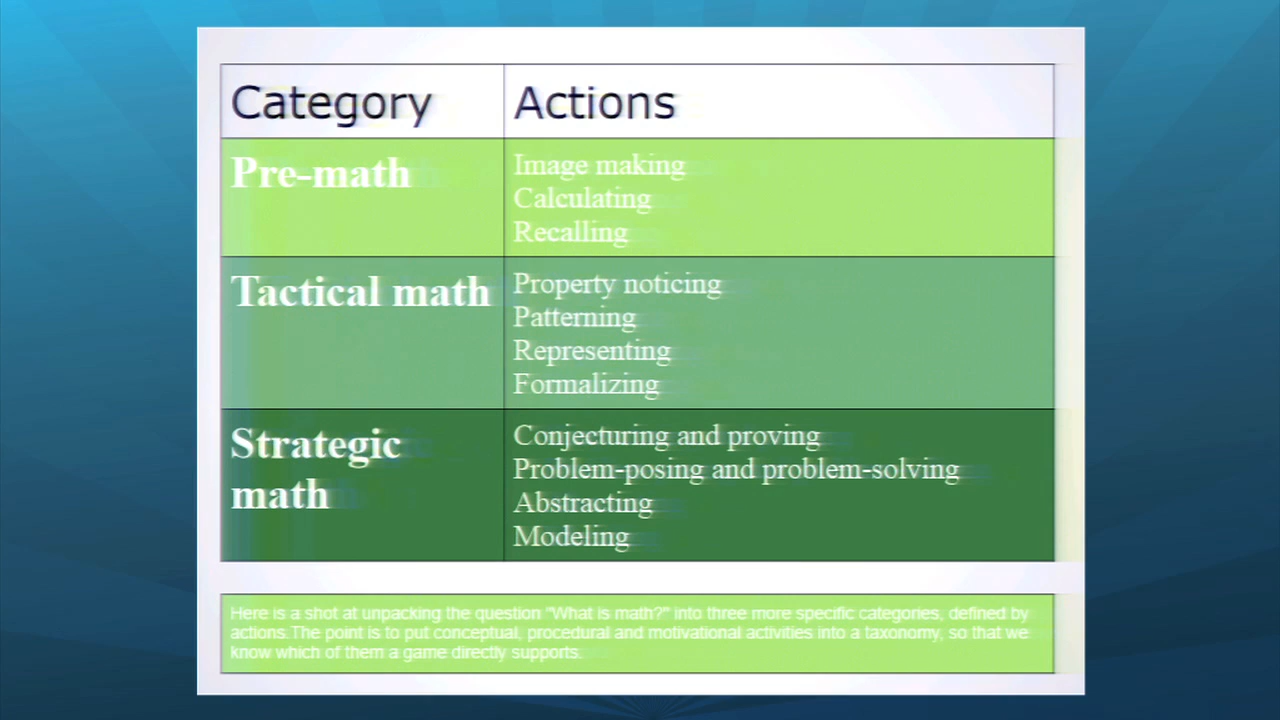 Category Actions
Pre-math Image making
Calculating
Recalling
Tactical math Property noticing
Patterning
Representing
Formalizing
Strategic Conjecturing and proving
math Problem-posing and problem-solving
Abstracting
Modeling
Here is a shot at unpacking the question "What is math?" into three more specific categories, defined by
actions.The point is to put conceptual, procedural and motivational activities into a taxonomy, so that we
know which of them a game directly supports.